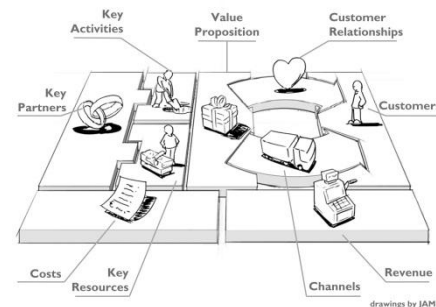 Key
Activities
Value
Proposition
Customer
Relationships
Key
Partners
Customer
Costs
Key
Resources
Channels
Revenue
drawings by JAM